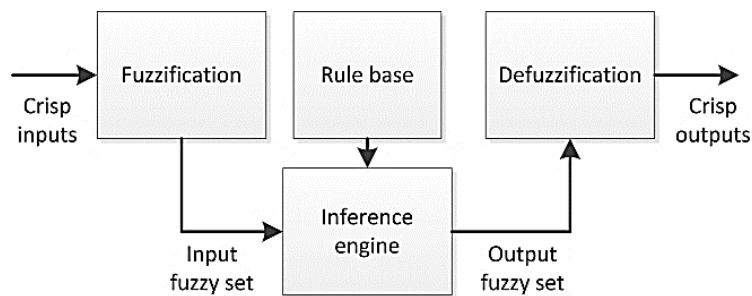 Fuzzification
Rule base
Defuzzification
Crisp
inputs
Crisp
outputs
Inference
engine
Input
fuzzy set
Output
fuzzy set